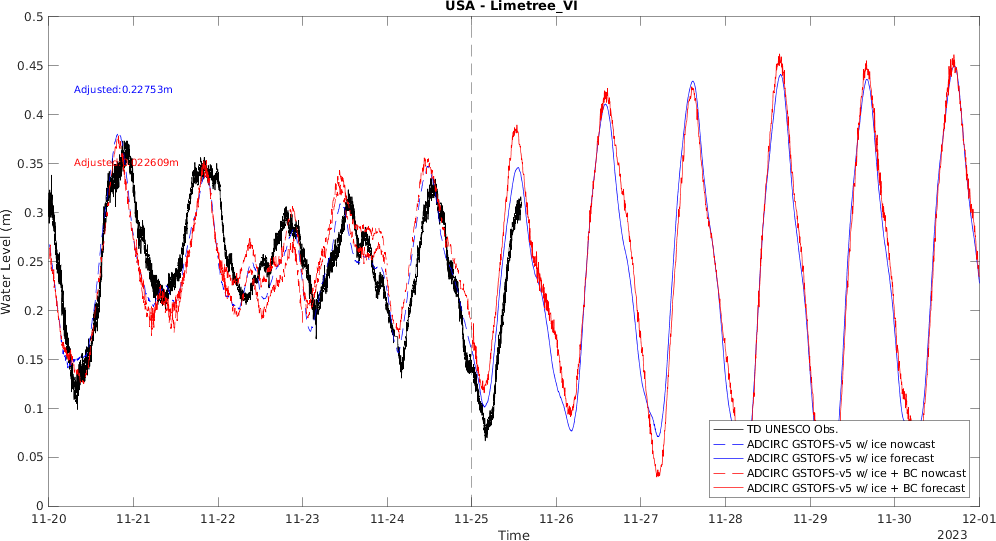 USA - Limetree_VI
0.5
0.45
0.4
0.35
0.3
0.25
0.2
0.15
0.1
0.05
0
Water Level (m)
Adjusted:0.22753m
Adjusted:0.022609m
TD UNESCO Obs.
ADCIRC GSTOFS-v5 w/ ice nowcast
ADCIRC GSTOFS-v5 w/ ice forecast
ADCIRC GSTOFS-v5 w/ ice + BC nowcast
ADCIRC GSTOFS-v5 w/ ice + BC forecast
11-20 11-21 11-22 11-23 11-24 11-25 11-26 11-27 11-28 11-29 11-30 12-01
Time
2023